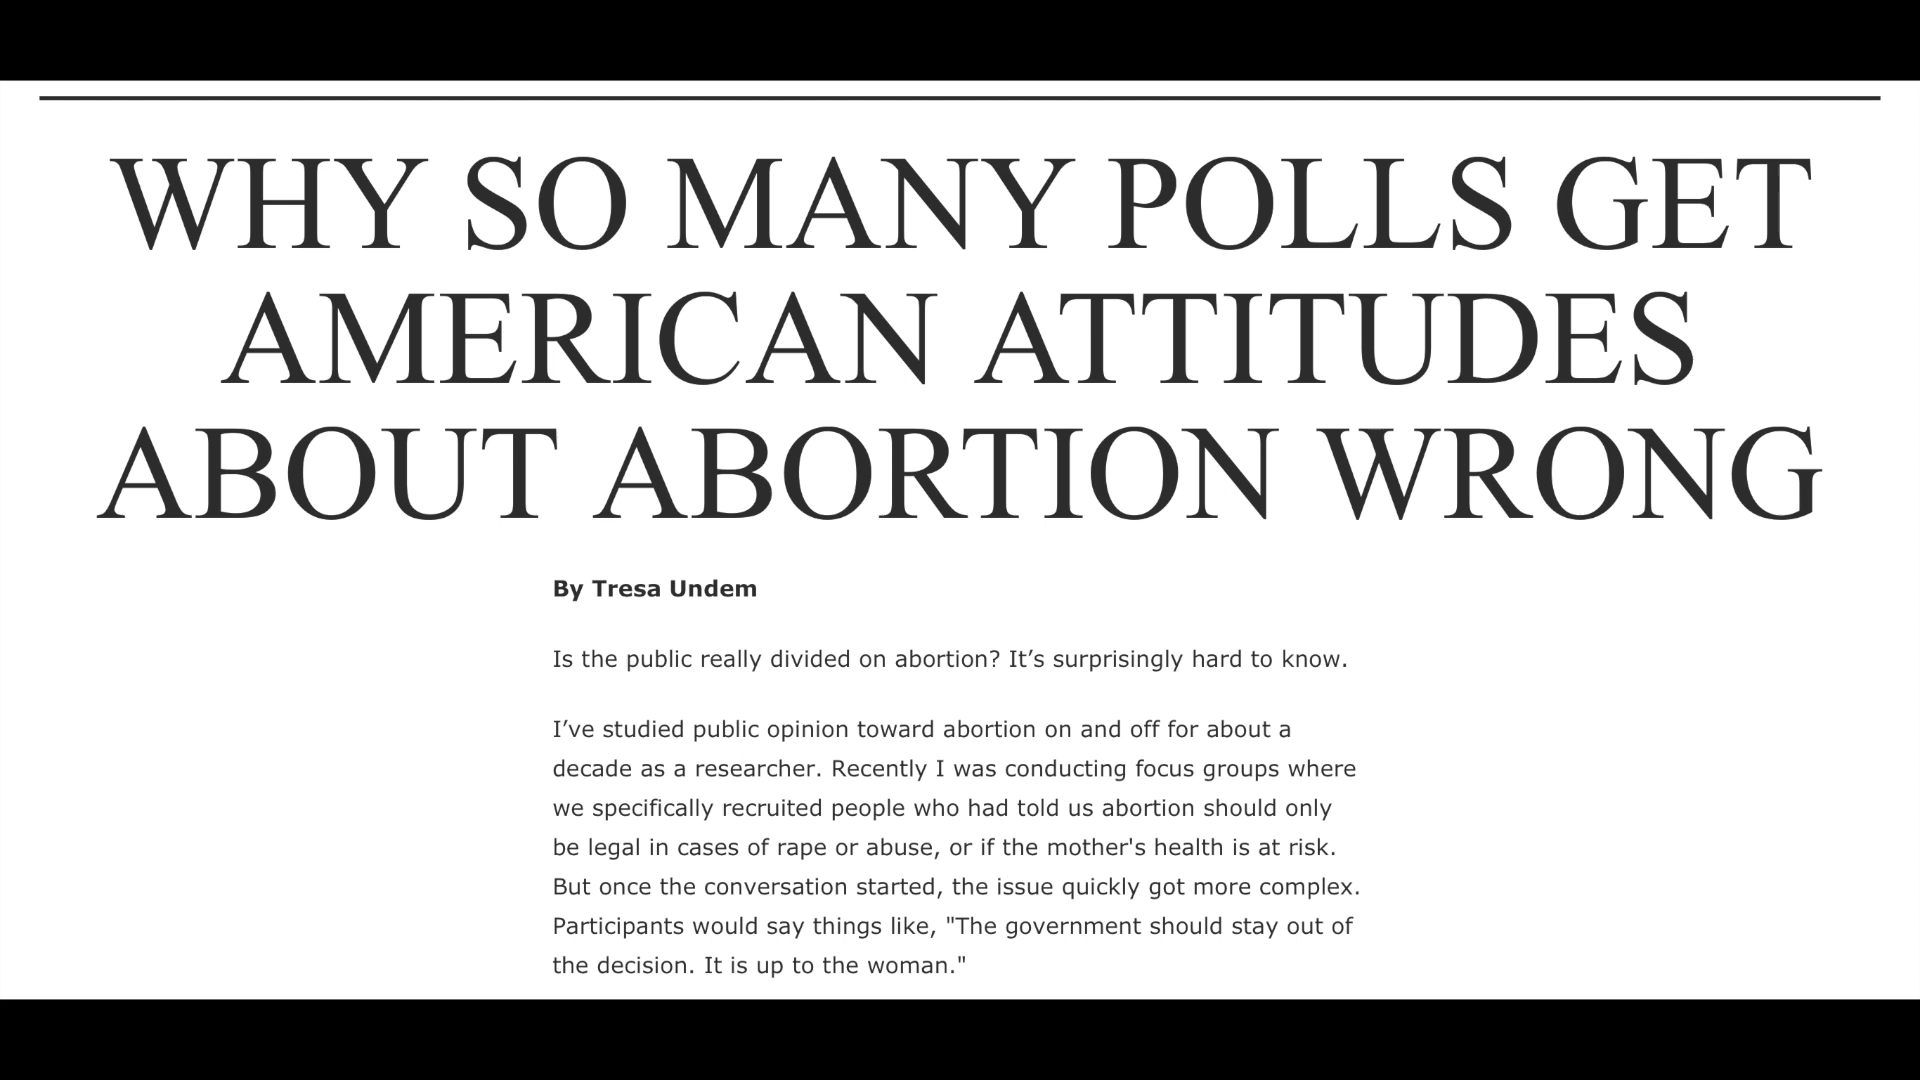 WHY SO MANY POLLS GET
AMERICAN ATTITUDES
ABOUT ABORTION WRONG
By Tresa Undem
Is the public really divided on abortion? It’s surprisingly hard to know.
I’ve studied public opinion toward abortion on and off for about a
decade as a researcher. Recently I was conducting focus groups where
we specifically recruited people who had told us abortion should only
be legal in cases of rape or abuse, or if the mother's health is at risk.
But once the conversation started, the issue quickly got more complex.
Participants would say things like, "The government should stay out of
the decision. It is up to the woman."